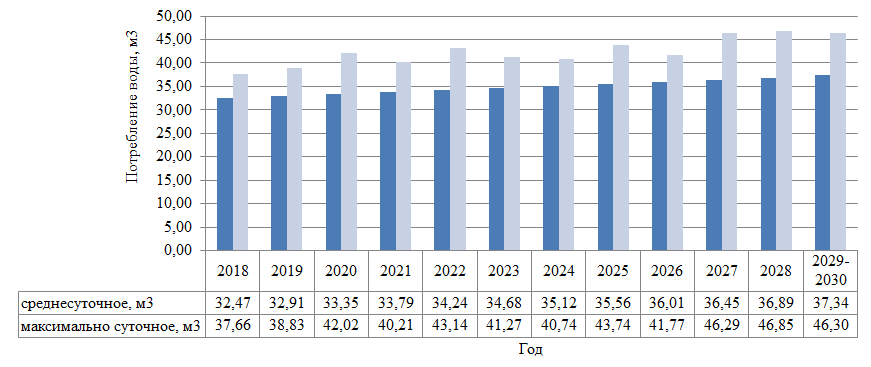 Потребление воды, м3
50,00
45,00
40,00
35,00
30,00
25,00
20,00
15,00
10,00
5,00
0,00
2018 2019 2020 2021 2022 2023 2024 2025 2026 2027 2028 2029-
2030
среднесуточное, м3 32,47 32,91 33,35 33,79 34,24 34,68 35,12 35,56 36,01 36,45 36,89 37,34
максимально суточное, м3 37,66 38,83 42,02 40,21 43,14 41,27 40,74 43,74 41,77 46,29 46,85 46,30
Год